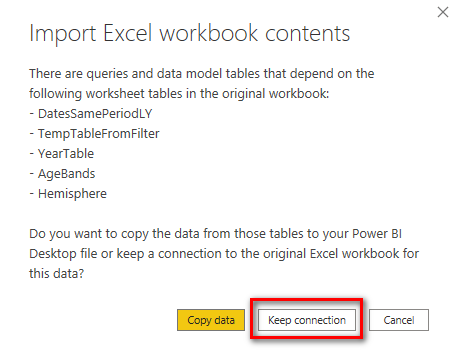 Import Excel workbook contents
There are queries and data model tables that depend on the
following worksheet tables in the original workbook:
- DatesSamePeriodLY
- TempTableFromFilter
- YearTable
- AgeBands
- Hemisphere
Do you want to copy the data from those tables to your Power BI
Desktop file or keep a connection to the original Excel workbook for
this data?
Copy data Keep connection Cancel